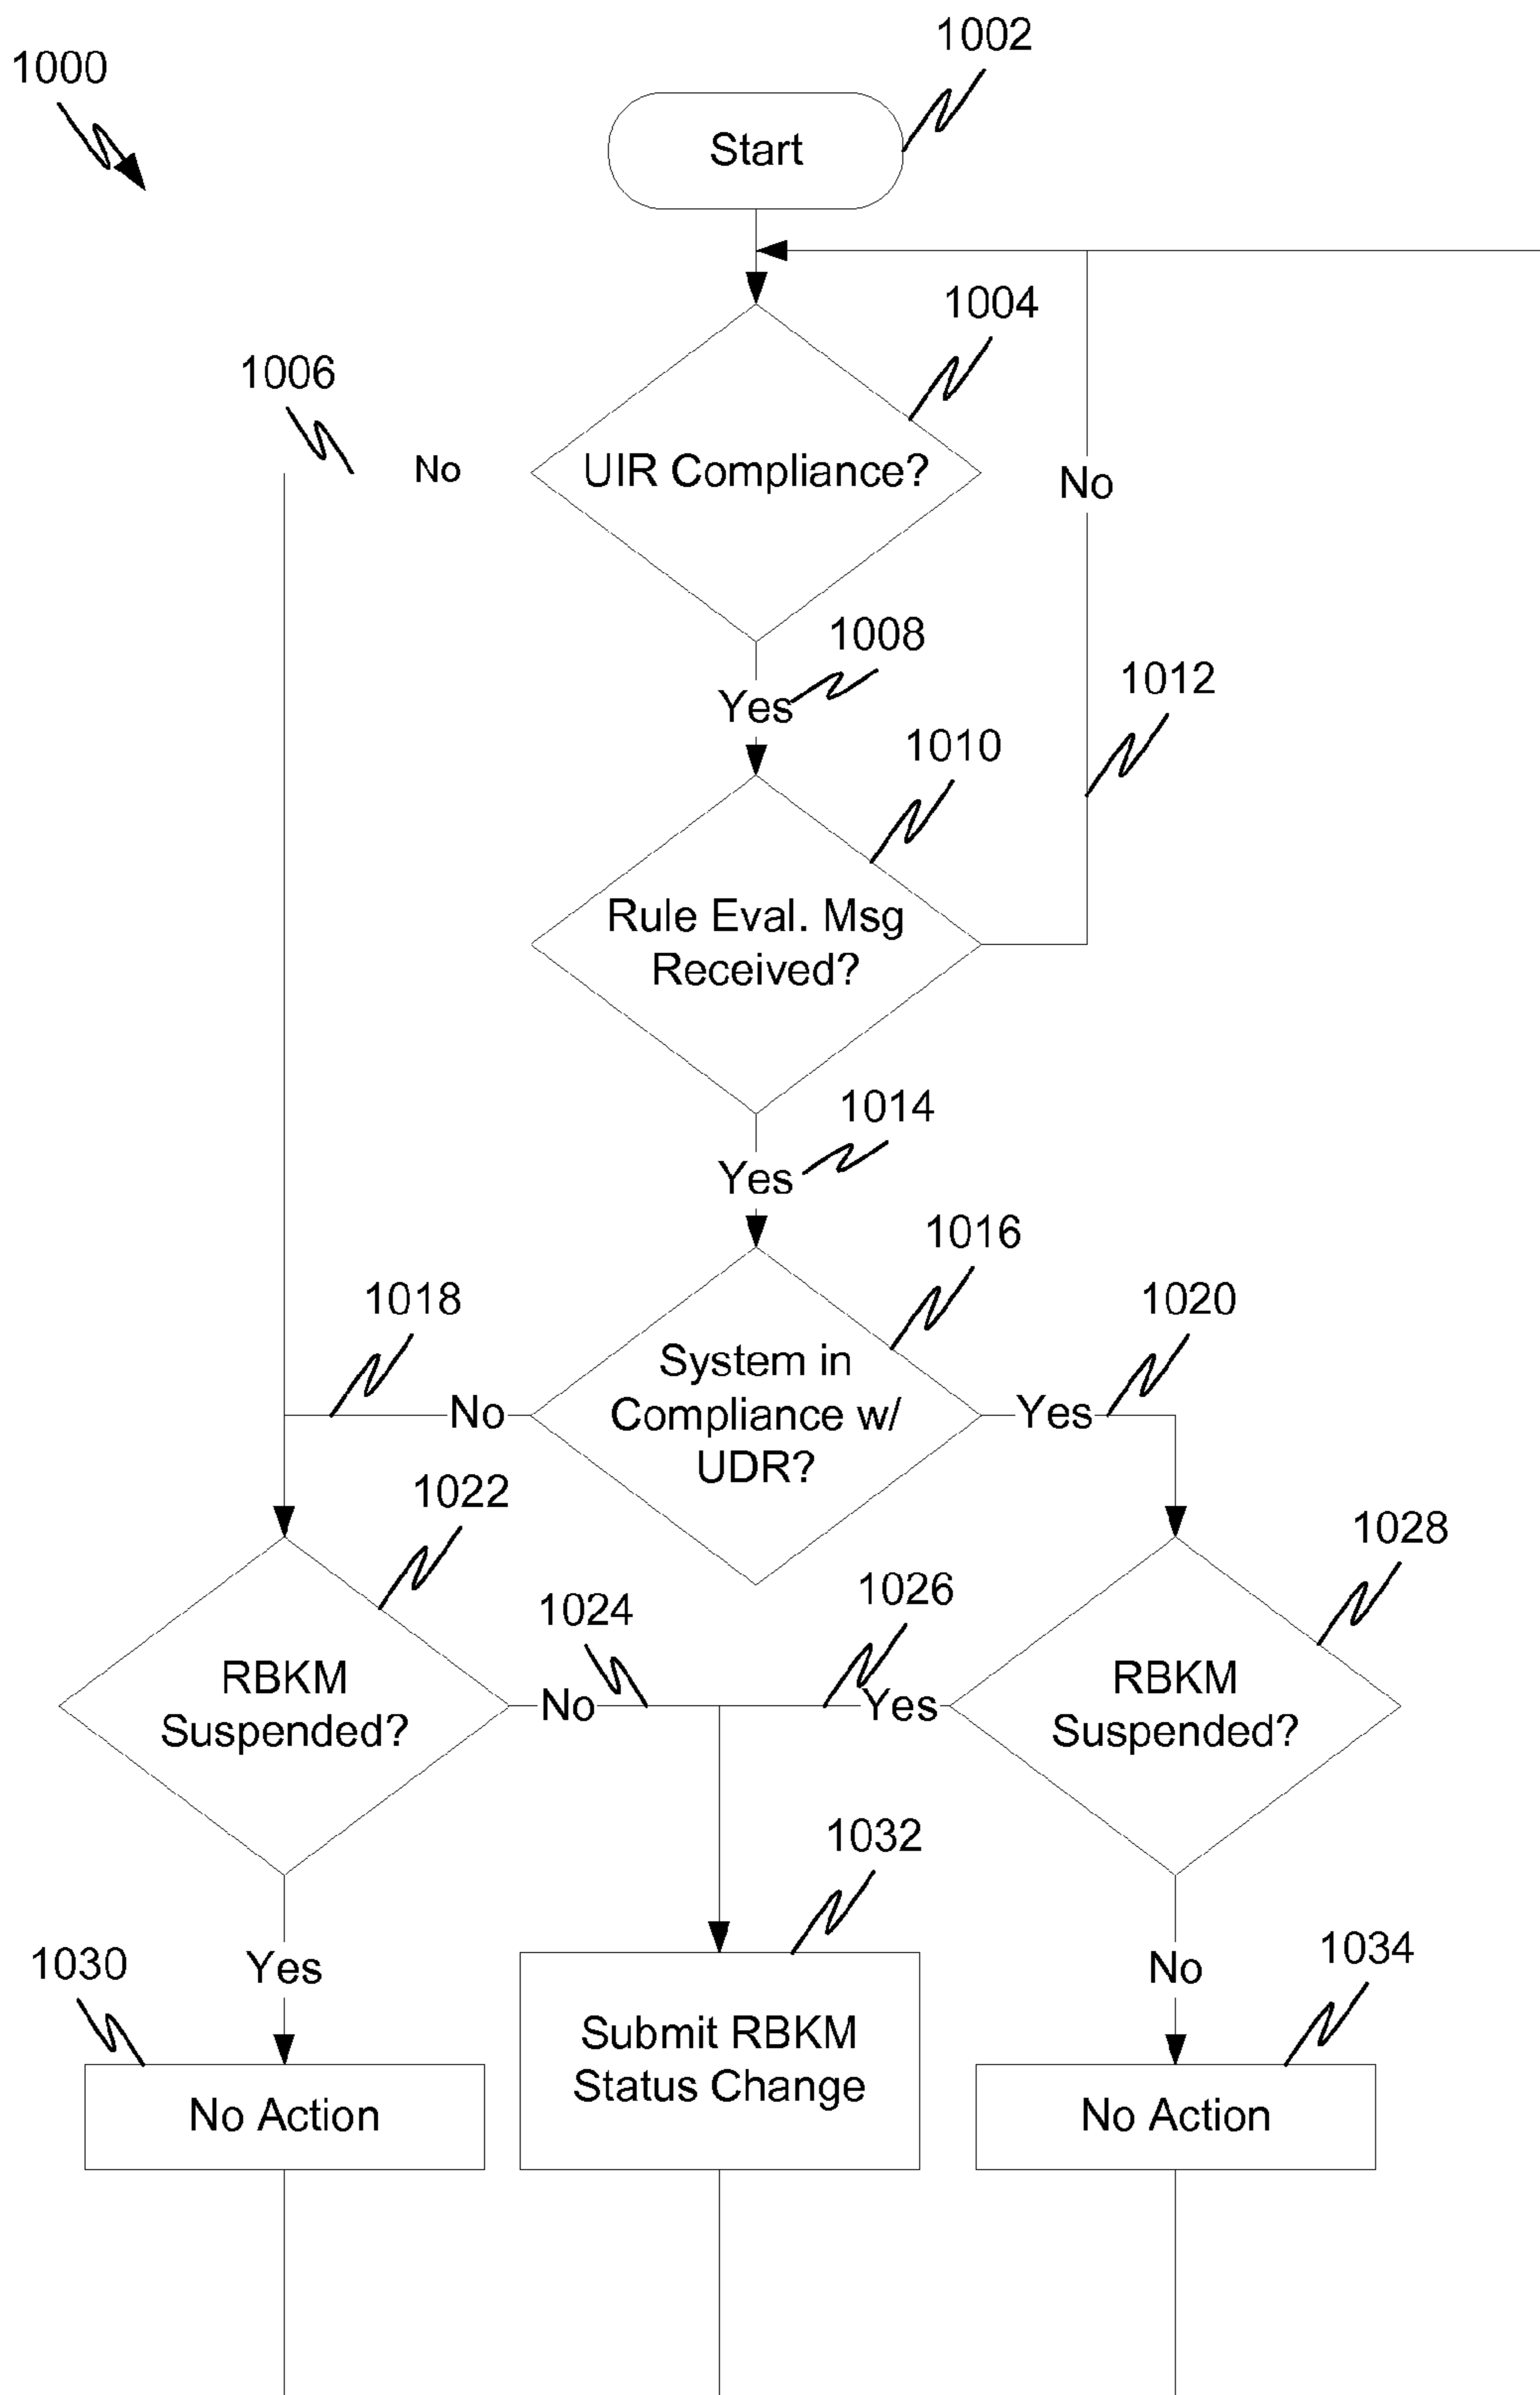 1000
1002
Start
1004
1006
No
UIR Compliance?
No
1008
Yes
1012
1010
Rule Eval. Msg
Received?
1014
Yes
1016
1018
1020
System in
Compliance w/
UDR?
No
Yes
1022
1028
1024
1026
RBKM
Suspended?
No
Yes
RBKM
Suspended?
1032
1030
Yes
No
1034
Submit RBKM
Status Change
No Action
No Action